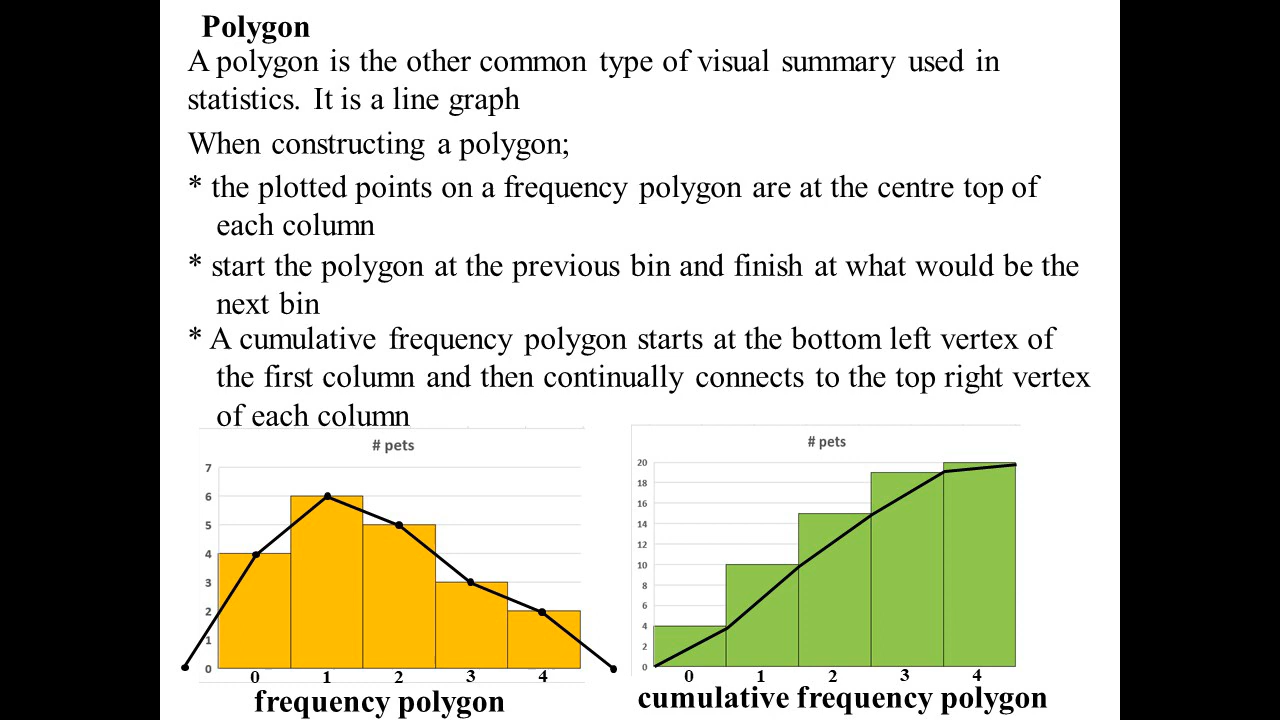 Polygon
A polygon is the other common type of visual summary used in
statistics. It is a line graph
When constructing a polygon;
* the plotted points on a frequency polygon are at the centre top of
each column
* start the polygon at the previous bin and finish at what would be the
next bin
* A cumulative frequency polygon starts at the bottom left vertex of
the first column and then continually connects to the top right vertex
of each column
# pets
7
6
5
4
3
2
1
0
0 1 2 3 4
frequency polygon
# pets
20
18
16
14
12
10
8
6
4
2
0
0 1 2 3 4
cumulative frequency polygon